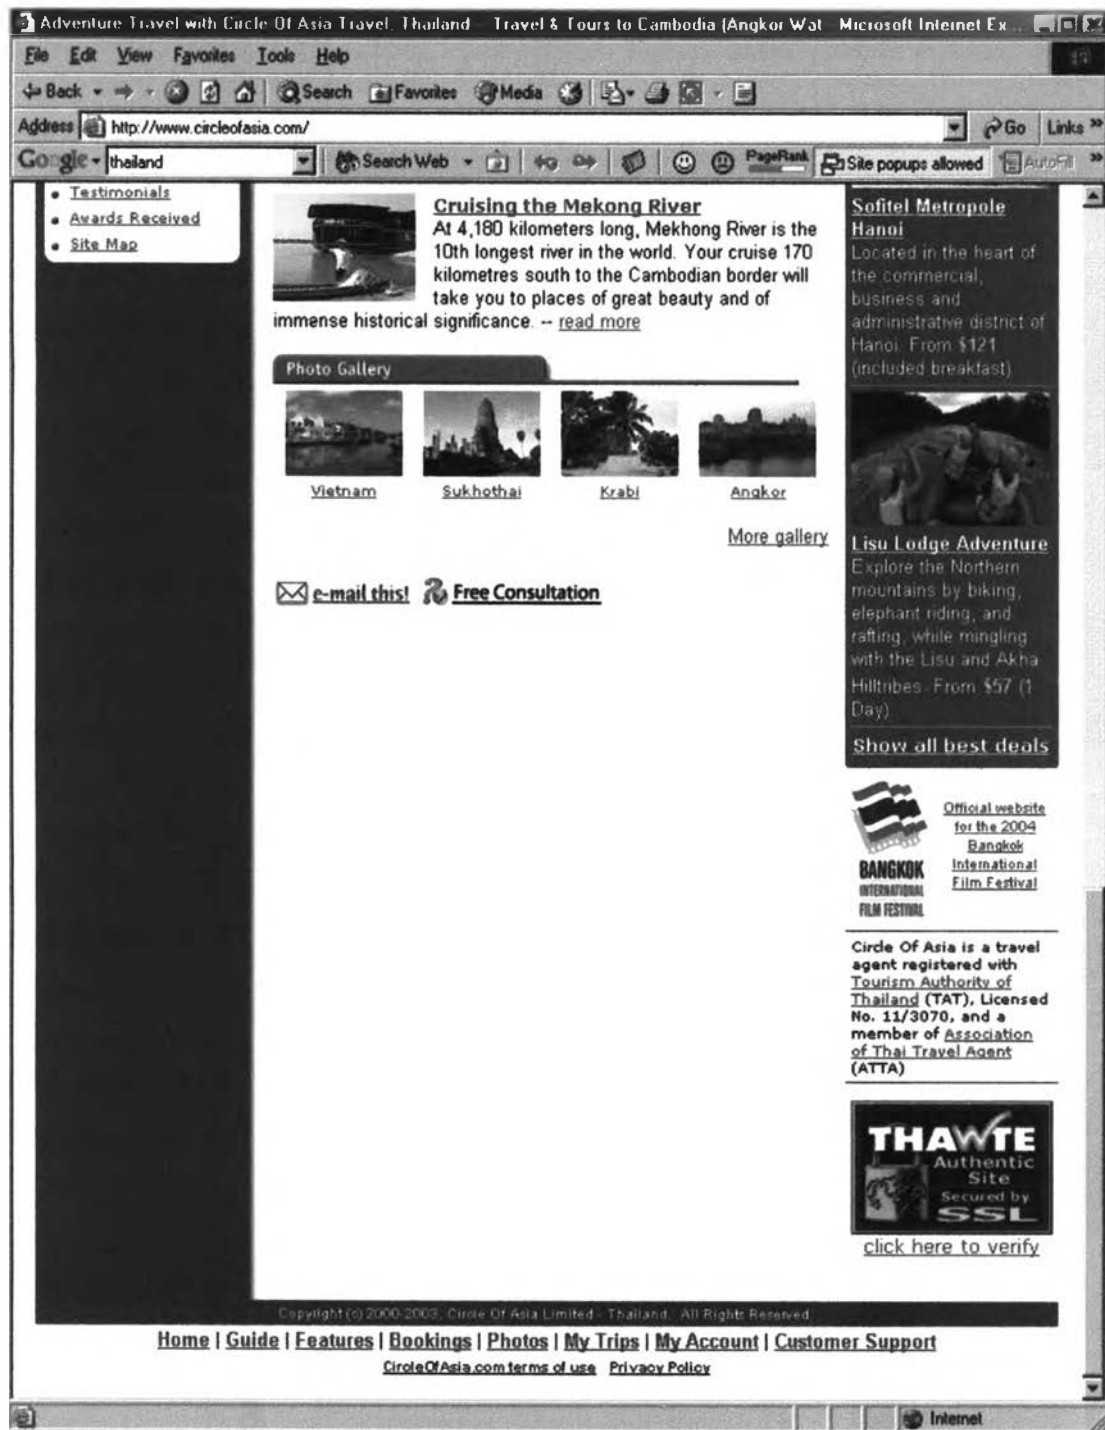 Adventure Travel with Circle Of Asia Travel, Thailand - Travel & Tours to Cambodia (Angkor Wat - Microsoft Internet Ex...
File Edit View Favorites Tools Help
Back Search Favorites Media
Address http://www.circleofasia.com/ Go Links »
Google thailand Search Web PageRank Site popups allowed AutoFill »
Testimonials
Awards Received
Site Map
Cruising the Mekong River
At 4,180 kilometers long, Mekhong River is the
10th longest river in the world. Your cruise 170
kilometres south to the Cambodian border will
take you to places of great beauty and of
immense historical significance. -- read more
Photo Gallery
Vietnam Sukhothai Krabi Angkor
More gallery
e-mail this! Free Consultation
Sofitel Metropole
Hanoi
Located in the heart of
the commercial,
business and
administrative district of
Hanoi. From $121
(included breakfast)
Lisu Lodge Adventure
Explore the Northern
mountains by biking,
elephant riding, and
rafting, while mingling
with the Lisu and Akha
Hilltribes. From $57 (1
Day)
Show all best deals
BANGKOK
INTERNATIONAL
FILM FESTIVAL
Official website
for the 2004
Bangkok
International
Film Festival
Circle Of Asia is a travel
agent registered with
Tourism Authority of
Thailand (TAT), Licensed
No. 11/3070, and a
member of Association
of Thai Travel Agent
(ATTA)
THAWTE
Authentic
Site
Secured by
SSL
click here to verify
Copyright (c) 2000-2003, Circle Of Asia Limited - Thailand. All Rights Reserved
Home | Guide | Features | Bookings | Photos | My Trips | My Account | Customer Support
CircleOfAsia.com terms of use Privacy Policy
Internet